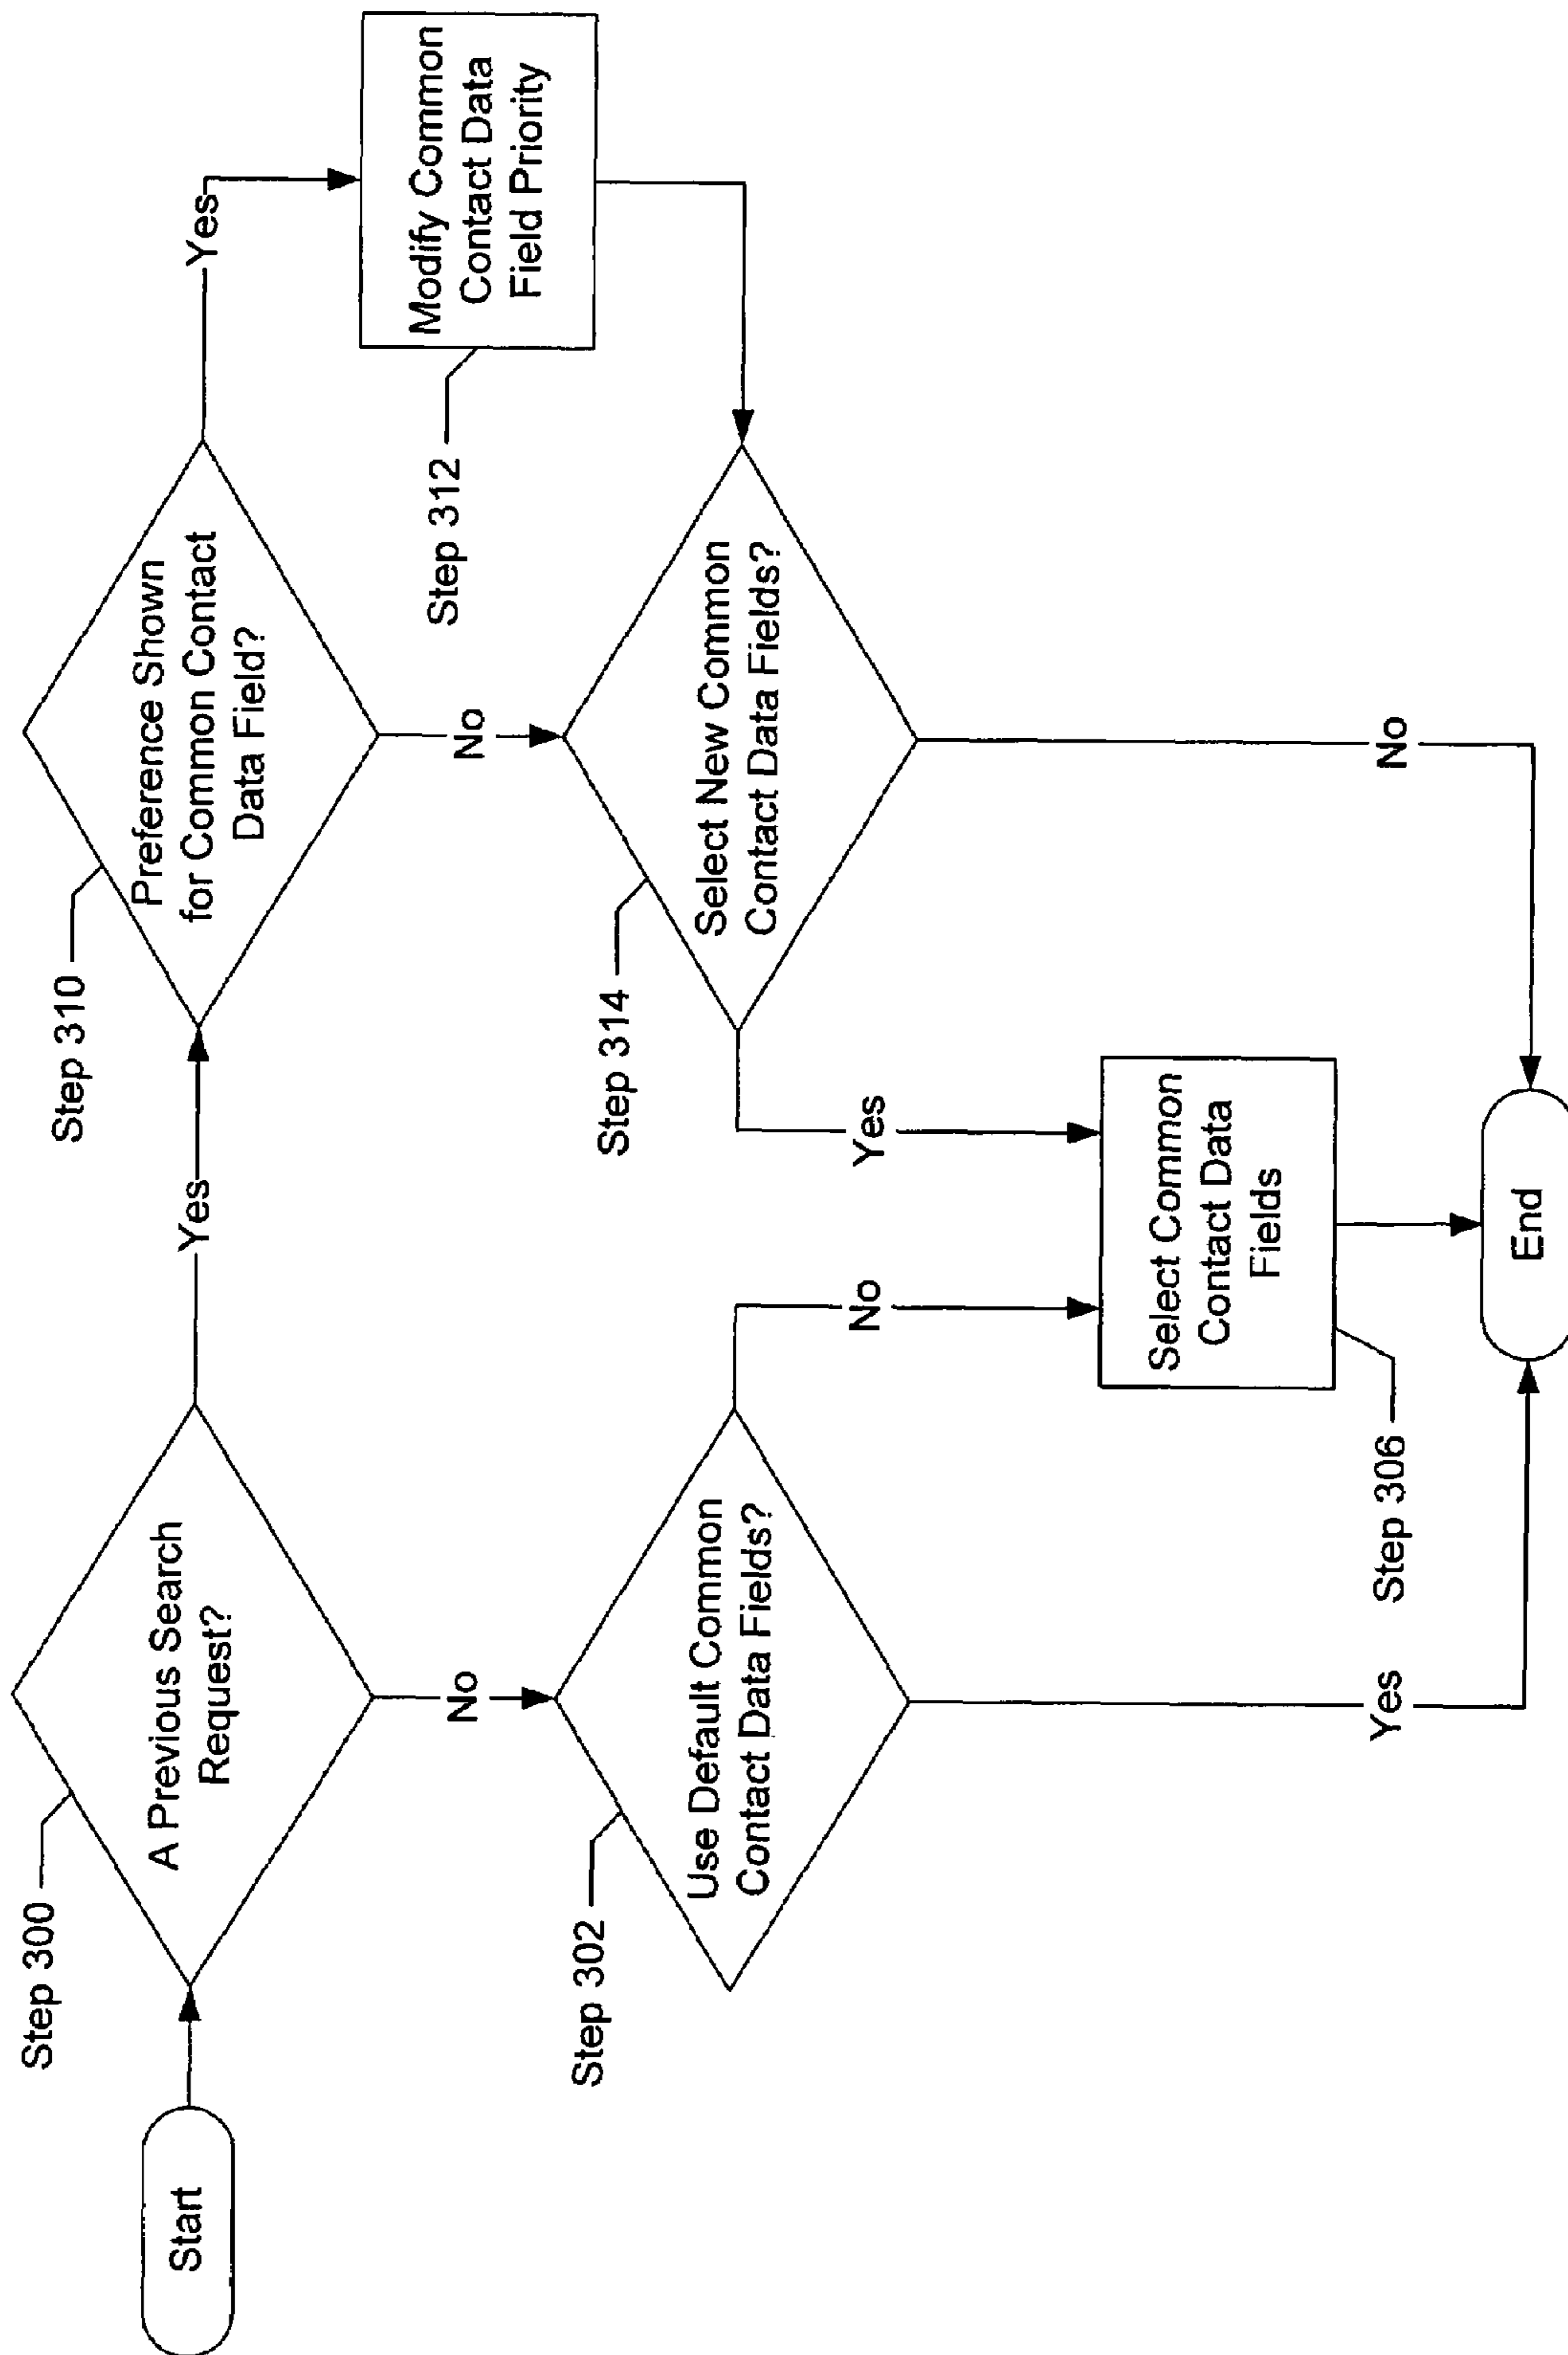 Start
Step 300
A Previous Search
Request?
Yes
No
Step 310
Preference Shown
for Common Contact
Data Field?
Yes
No
Modify Common
Contact Data
Field Priority
Step 312
Step 302
Use Default Common
Contact Data Fields?
No
Yes
Step 314
Select New Common
Contact Data Fields?
Yes
No
Select Common
Contact Data
Fields
Step 306
End